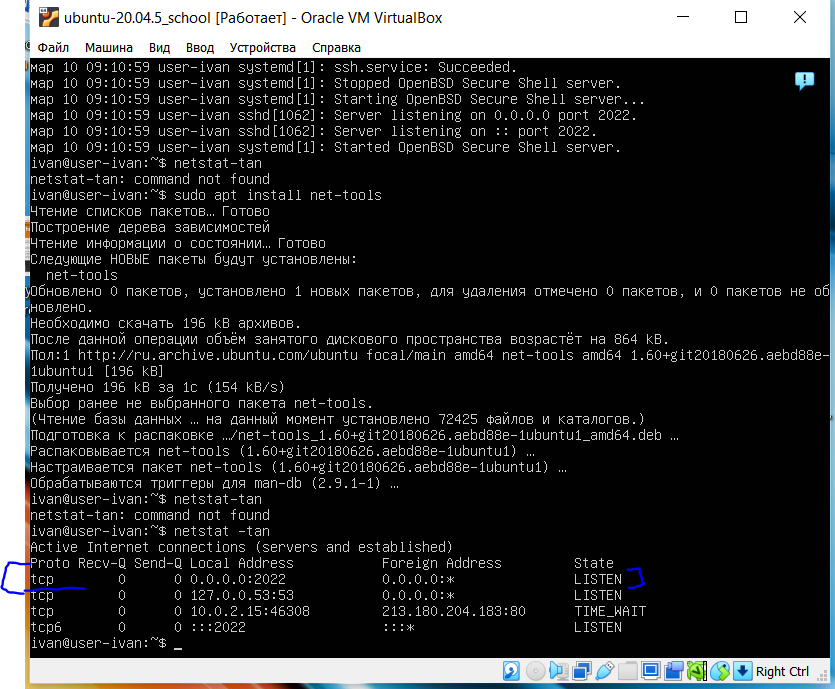 ubuntu-20.04.5_school [Работает] - Oracle VM VirtualBox
Файл Машина Вид Ввод Устройства Справка
мар 10 09:10:59 user-ivan systemd[1]: ssh.service: Succeeded.
мар 10 09:10:59 user-ivan systemd[1]: Stopped OpenBSD Secure Shell server.
мар 10 09:10:59 user-ivan systemd[1]: Starting OpenBSD Secure Shell server...
мар 10 09:10:59 user-ivan sshd[1062]: Server listening on 0.0.0.0 port 2022.
мар 10 09:10:59 user-ivan sshd[1062]: Server listening on :: port 2022.
мар 10 09:10:59 user-ivan systemd[1]: Started OpenBSD Secure Shell server.
ivan@user-ivan:~$ netstat-tan
netstat-tan: command not found
ivan@user-ivan:~$ sudo apt install net-tools
Чтение списков пакетов… Готово
Построение дерева зависимостей
Чтение информации о состоянии… Готово
Следующие НОВЫЕ пакеты будут установлены:
net-tools
Обновлено 0 пакетов, установлено 1 новых пакетов, для удаления отмечено 0 пакетов, и 0 пакетов не об
новлено.
Необходимо скачать 196 kB архивов.
После данной операции объём занятого дискового пространства возрастёт на 864 kB.
Пол:1 http://ru.archive.ubuntu.com/ubuntu focal/main amd64 net-tools amd64 1.60+git20180626.aebd88e-
1ubuntu1 [196 kB]
Получено 196 kB за 1с (154 kB/s)
Выбор ранее не выбранного пакета net-tools.
(Чтение базы данных … на данный момент установлено 72425 файлов и каталогов.)
Подготовка к распаковке …/net-tools_1.60+git20180626.aebd88e-1ubuntu1_amd64.deb …
Распаковывается net-tools (1.60+git20180626.aebd88e-1ubuntu1) …
Настраивается пакет net-tools (1.60+git20180626.aebd88e-1ubuntu1) …
Обрабатываются триггеры для man-db (2.9.1-1) …
ivan@user-ivan:~$ netstat-tan
netstat-tan: command not found
ivan@user-ivan:~$ netstat -tan
Active Internet connections (servers and established)
Proto Recv-Q Send-Q Local Address Foreign Address State
tcp 0 0 0.0.0.0:2022 0.0.0.0:* LISTEN
tcp 0 0 127.0.0.53:53 0.0.0.0:* LISTEN
tcp 0 0 10.0.2.15:46308 213.180.204.183:80 TIME_WAIT
tcp6 0 0 :::2022 :::* LISTEN
ivan@user-ivan:~$ _
Right Ctrl